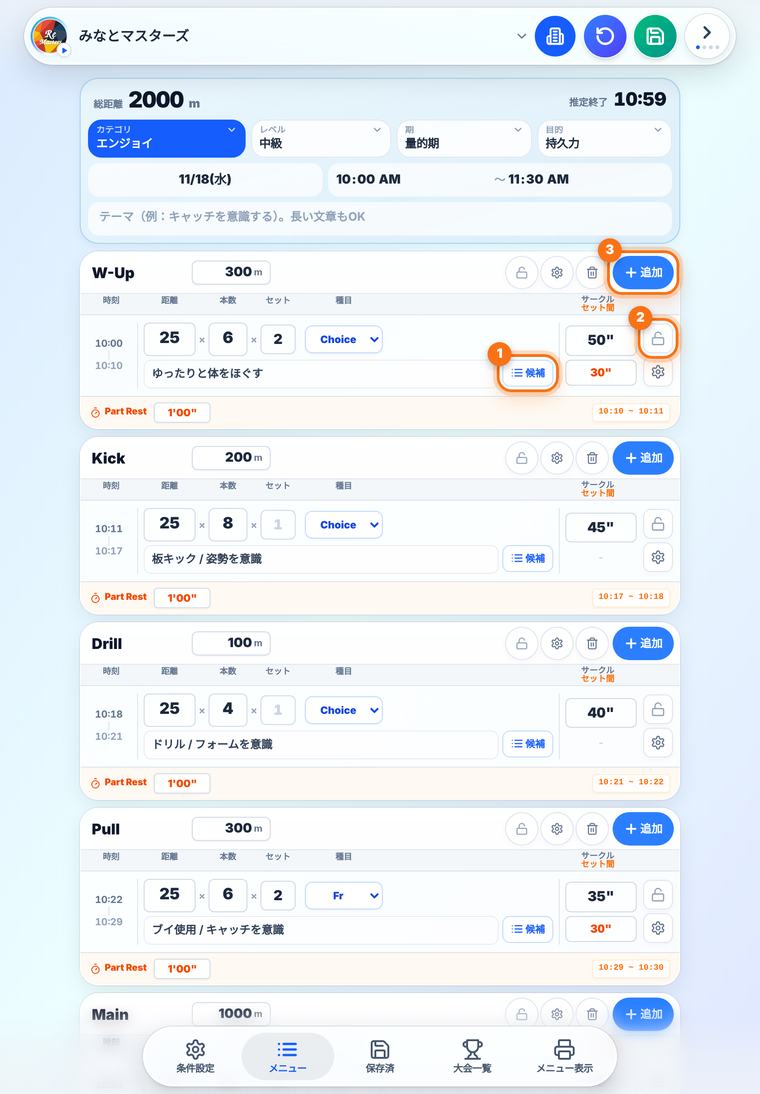 みなとマスターズ
総距離 2000 m
推定終了 10:59
カテゴリ
エンジョイ
レベル
中級
期
量的期
目的
持久力
11/18(水)
10:00 AM ～ 11:30 AM
テーマ（例：キャッチを意識する）。長い文章もOK
W-Up 300 m 3 + 追加
時刻 距離 本数 セット 種目 サークル
セット間
10:00
10:10
25 × 6 × 2 Choice 50" 2
ゆったりと体をほぐす 1 候補 30"
Part Rest 1'00" 10:10 ~ 10:11
Kick 200 m + 追加
時刻 距離 本数 セット 種目 サークル
セット間
10:11
10:17
25 × 8 × 1 Choice 45"
板キック / 姿勢を意識 候補 -
Part Rest 1'00" 10:17 ~ 10:18
Drill 100 m + 追加
時刻 距離 本数 セット 種目 サークル
セット間
10:18
10:21
25 × 4 × 1 Choice 40"
ドリル / フォームを意識 候補 -
Part Rest 1'00" 10:21 ~ 10:22
Pull 300 m + 追加
時刻 距離 本数 セット 種目 サークル
セット間
10:22
10:29
25 × 6 × 2 Fr 35"
ブイ使用 / キャッチを意識 候補 30"
Part Rest 1'00" 10:29 ~ 10:30
Main 1000 m + 追加
条件設定 メニュー 保存済 大会一覧 メニュー表示